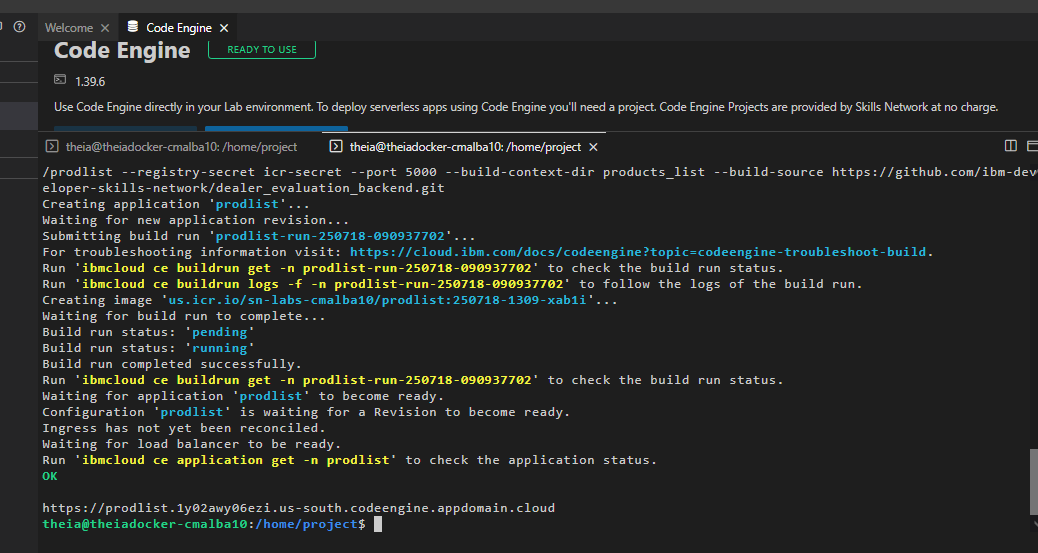 Welcome
Code Engine
Code Engine
READY TO USE
1.39.6
Use Code Engine directly in your Lab environment. To deploy serverless apps using Code Engine you'll need a project. Code Engine Projects are provided by Skills Network at no charge.
theia@theiadocker-cmalba10: /home/project
theia@theiadocker-cmalba10: /home/project
/prodlist --registry-secret icr-secret --port 5000 --build-context-dir products_list --build-source https://github.com/ibm-dev
eloper-skills-network/dealer_evaluation_backend.git
Creating application 'prodlist'...
Waiting for new application revision...
Submitting build run 'prodlist-run-250718-090937702'...
For troubleshooting information visit: https://cloud.ibm.com/docs/codeengine?topic=codeengine-troubleshoot-build.
Run 'ibmcloud ce buildrun get -n prodlist-run-250718-090937702' to check the build run status.
Run 'ibmcloud ce buildrun logs -f -n prodlist-run-250718-090937702' to follow the logs of the build run.
Creating image 'us.icr.io/sn-labs-cmalba10/prodlist:250718-1309-xab1i'...
Waiting for build run to complete...
Build run status: 'pending'
Build run status: 'running'
Build run completed successfully.
Run 'ibmcloud ce buildrun get -n prodlist-run-250718-090937702' to check the build run status.
Waiting for application 'prodlist' to become ready.
Configuration 'prodlist' is waiting for a Revision to become ready.
Ingress has not yet been reconciled.
Waiting for load balancer to be ready.
Run 'ibmcloud ce application get -n prodlist' to check the application status.
OK
https://prodlist.1y02awy06ezi.us-south.codeengine.appdomain.cloud
theia@theiadocker-cmalba10:/home/project$